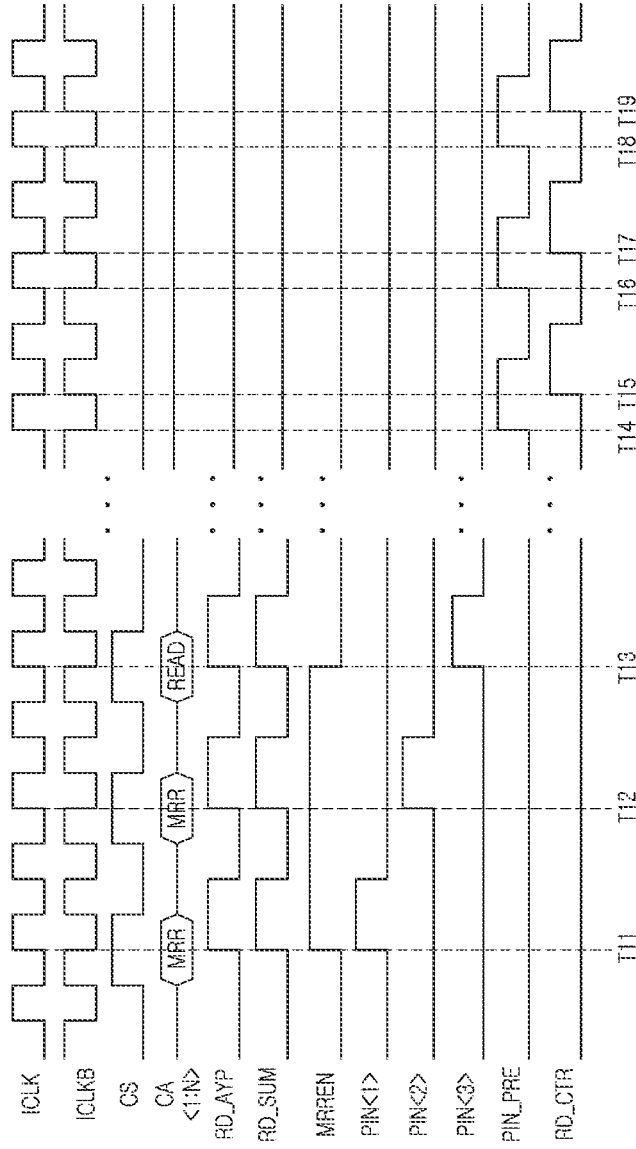 ICLK
ICLKB
CS
CA
<1:N>
MRR
MRR
READ
RD_AYP
RD_SUM
MRREN
PIN<1>
PIN<2>
PIN<3>
PIN_PRE
RD_CTR
T11
T12
T13
T14
T15
T16
T17
T18
T19